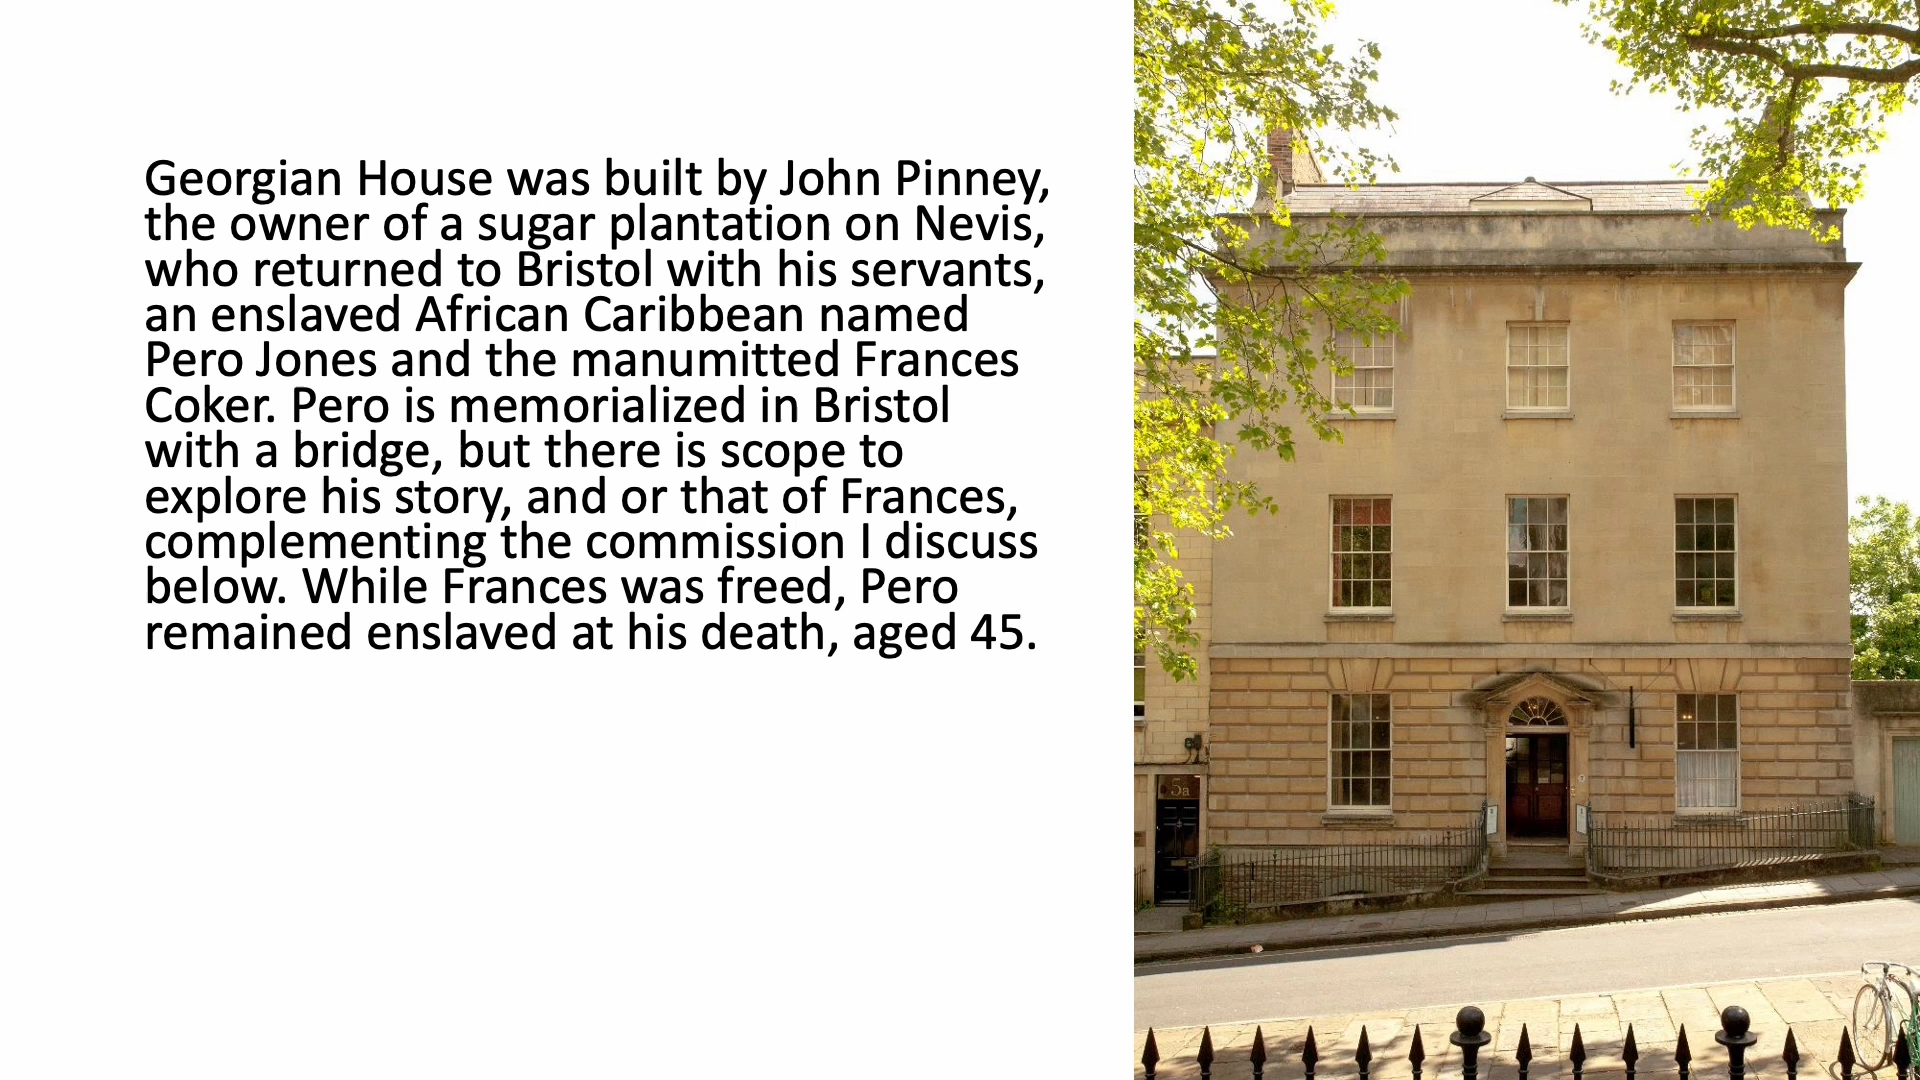 Georgian House was built by John Pinney,
the owner of a sugar plantation on Nevis,
who returned to Bristol with his servants,
an enslaved African Caribbean named
Pero Jones and the manumitted Frances
Coker. Pero is memorialized in Bristol
with a bridge, but there is scope to
explore his story, and or that of Frances,
complementing the commission I discuss
below. While Frances was freed, Pero
remained enslaved at his death, aged 45.
5a